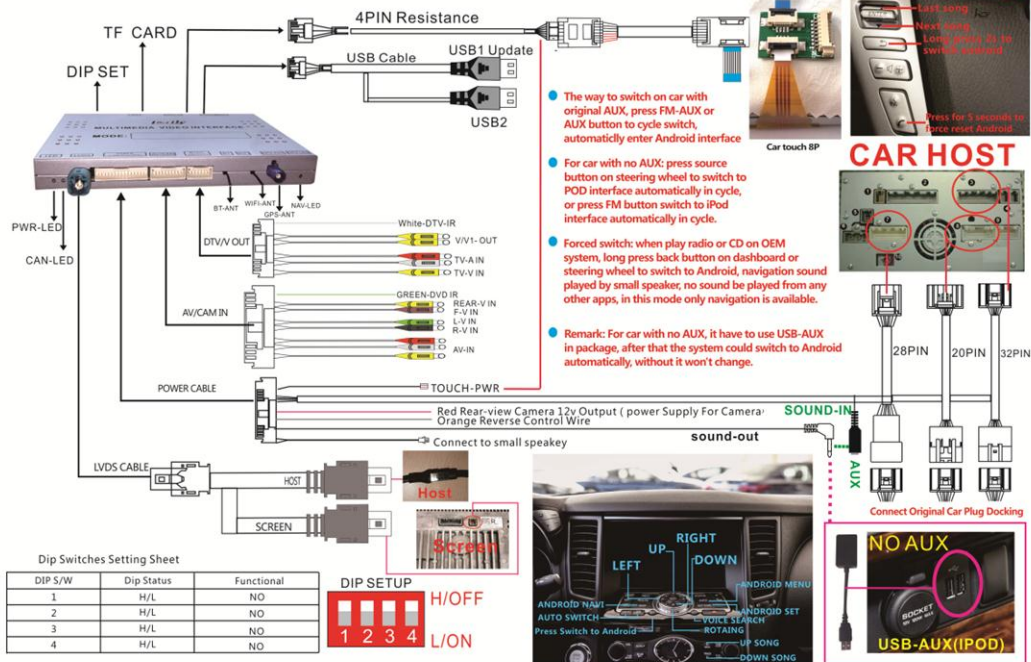 4PIN Resistance
TF CARD
DIP SET
USB Cable
USB1 Update
USB2
MULTIMEDIA VIDEO INTERFACE
MODE:
PWR-LED
CAN-LED
BT-ANT
WIFI-ANT
GPS-ANT
NAV-LED
Car touch 8P
Last song
Next song
Long press 2s to
switch android
Press for 5 seconds to
force reset Android
The way to switch on car with
original AUX, press FM-AUX or
AUX button to cycle switch,
automaticlly enter Android interface
For car with no AUX: press source
button on steering wheel to switch to
POD interface automatically in cycle,
or press FM button switch to iPod
interface automatically in cycle.
Forced switch: when play radio or CD on OEM
system, long press back button on dashboard or
steering wheel to switch to Android, navigation sound
played by small speaker, no sound be played from any
other apps, in this mode only navigation is available.
Remark: For car with no AUX, it have to use USB-AUX
in package, after that the system could switch to Android
automatically, without it won't change.
CAR HOST
White-DTV-IR
DTV/V OUT
V/V1- OUT
TV-A IN
TV-V IN
GREEN-DVD IR
AV/CAM IN
REAR-V IN
F-V IN
L-V IN
R-V IN
AV-IN
POWER CABLE
TOUCH-PWR
Red Rear-view Camera 12v Output ( power Supply For Camera
Orange Reverse Control Wire
Connect to small speakey
sound-out
SOUND-IN
AUX
28PIN
20PIN
32PIN
Connect Original Car Plug Docking
LVDS CABLE
HOST
SCREEN
Host
Screen
Dip Switches Setting Sheet
DIP S/W Dip Status Functional
1 H/L NO
2 H/L NO
3 H/L NO
4 H/L NO
DIP SETUP
H/OFF
1 2 3 4
L/ON
RIGHT
UP
DOWN
LEFT
ANDROID MENU
ANDROID NAVI
ANDROID SET
AUTO SWITCH
VOICE SEARCH
Press Switch to Android
ROTAING
UP SONG
DOWN SONG
NO AUX
SOCKET
USB-AUX(IPOD)